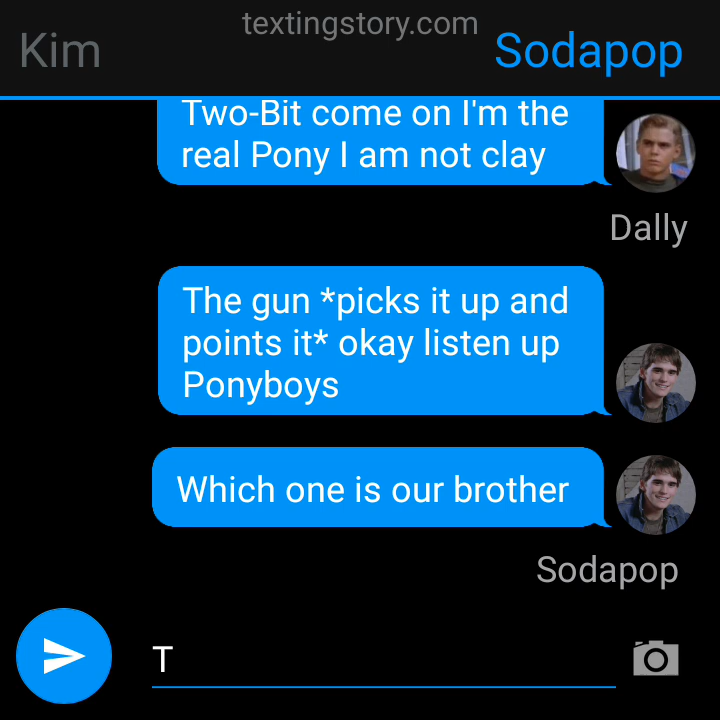 textingstory.com
Kim
Sodapop
Two-Bit come on I'm the
real Pony I am not clay
Dally
The gun *picks it up and
points it* okay listen up
Ponyboys
Which one is our brother
Sodapop
T